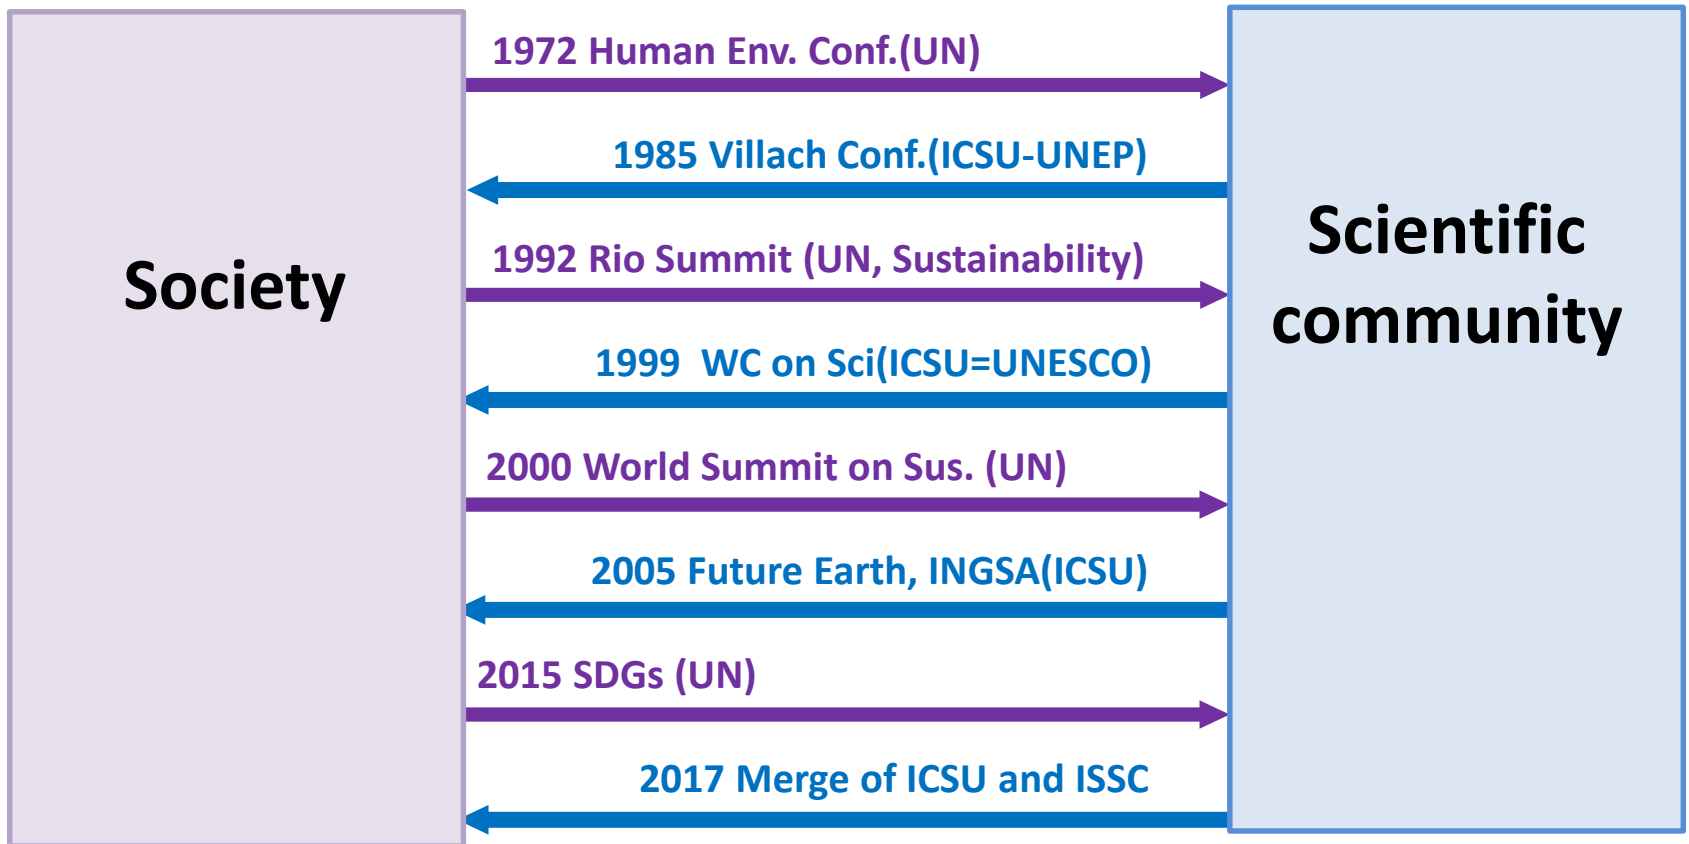 1972 Human Env. Conf.(UN)
1985 Villach Conf.(ICSU-UNEP)
Society
1992 Rio Summit (UN, Sustainability)
Scientific
community
1999 WC on Sci(ICSU=UNESCO)
2000 World Summit on Sus. (UN)
2005 Future Earth, INGSA(ICSU)
2015 SDGs (UN)
2017 Merge of ICSU and ISSC